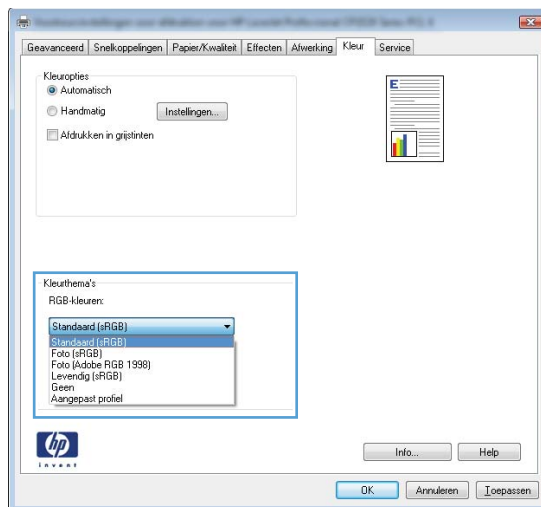 Geavanceerd Snelkoppelingen Papier/Kwaliteit Effecten Afwerking Kleur Service
Kleuropties
Automatisch
Handmatig Instellingen...
Afdrukken in grijstinten
E
Kleurthema's
RGB-kleuren:
Standaard (sRGB)
Standaard (sRGB)
Foto (sRGB)
Foto (Adobe RGB 1998)
Levendig (sRGB)
Geen
Aangepast profiel
hp
invent
Info... Help
OK Annuleren Toepassen